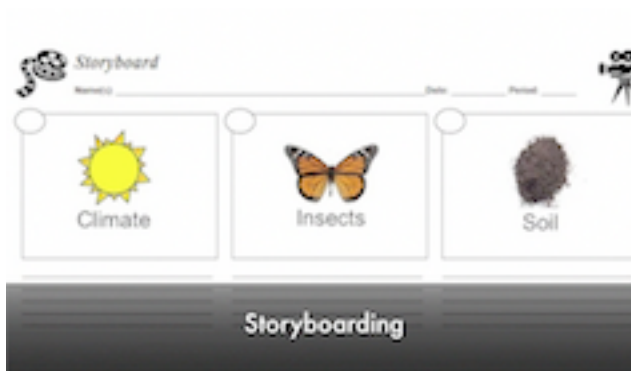 Storyboard
Name(s): Date: Period:
Climate Insects Soil
Storyboarding